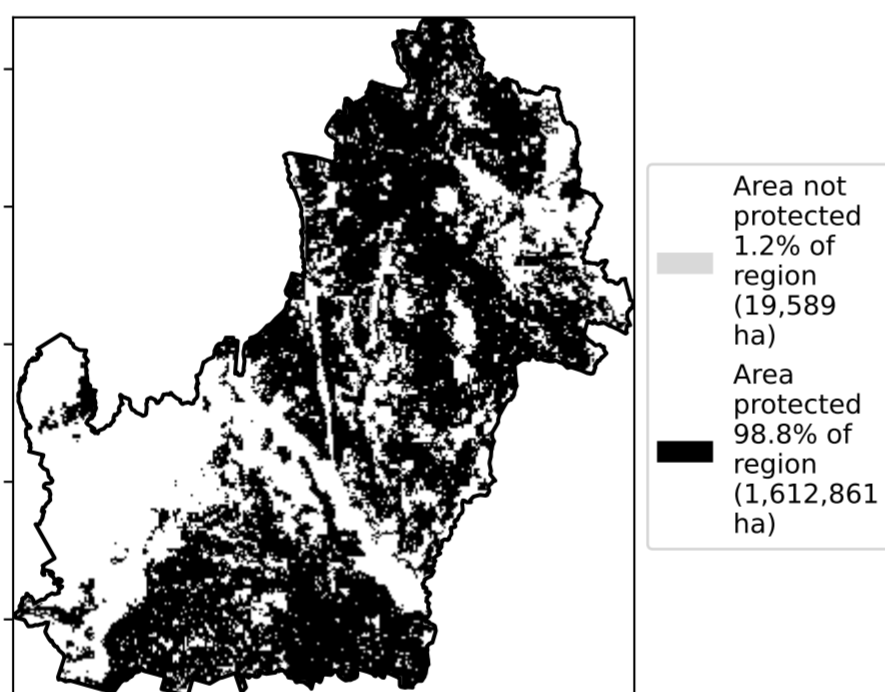 Area not
protected
1.2% of
region
(19,589
ha)
Area
protected
98.8% of
region
(1,612,861
ha)